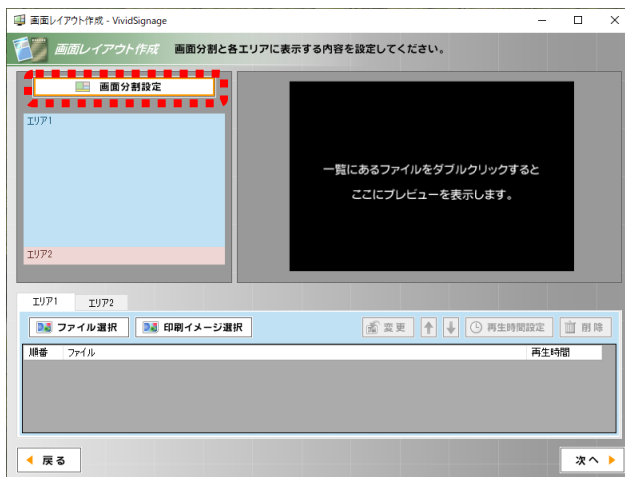 画面レイアウト作成 - VividSignage
画面レイアウト作成 画面分割と各エリアに表示する内容を設定してください。
画面分割設定
エリア1
エリア2
一覧にあるファイルをダブルクリックすると
ここにプレビューを表示します。
エリア1 エリア2
ファイル選択 印刷イメージ選択 変更 再生時間設定 削除
順番 ファイル 再生時間
戻る 次へ